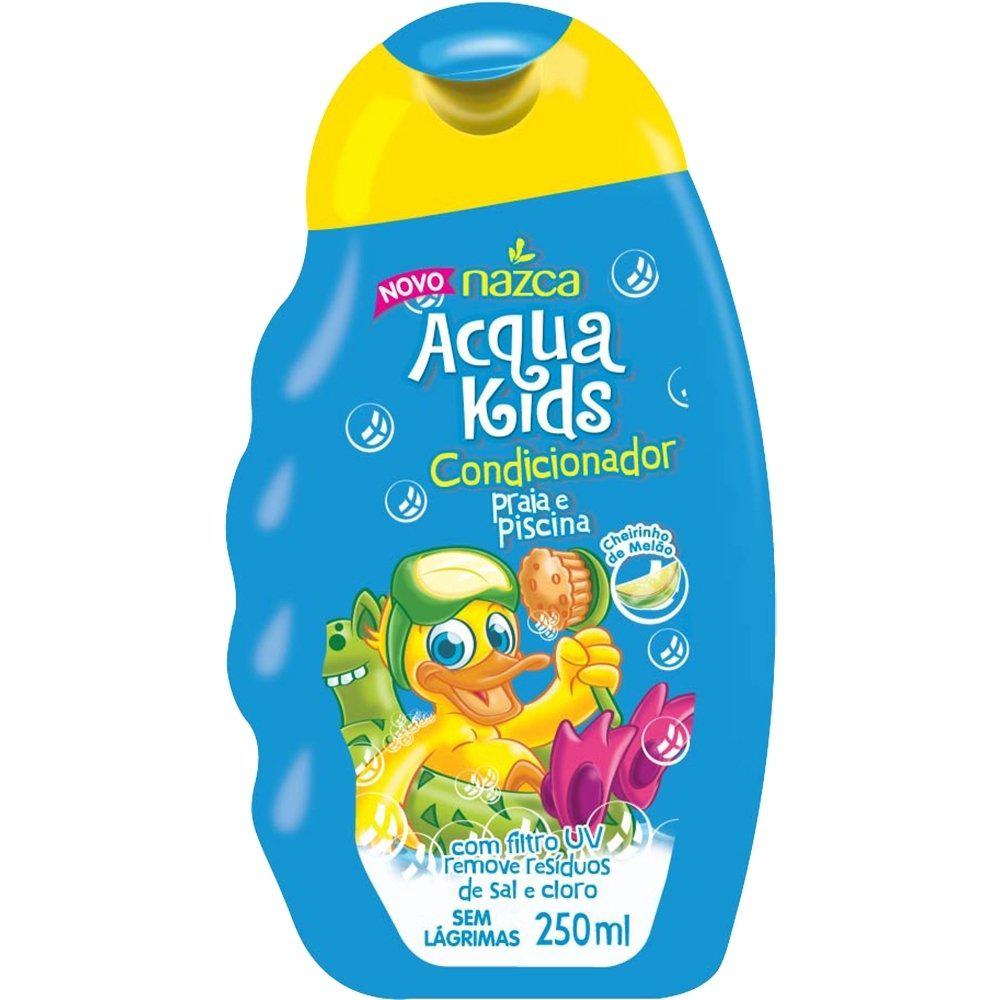 NOVO nazca
Acqua
Kids
Condicionador
Praia e
Piscina
Cheirinho
de Melão
com filtro UV
remove resíduos
de sal e cloro
SEM
LÁGRIMAS 250ml